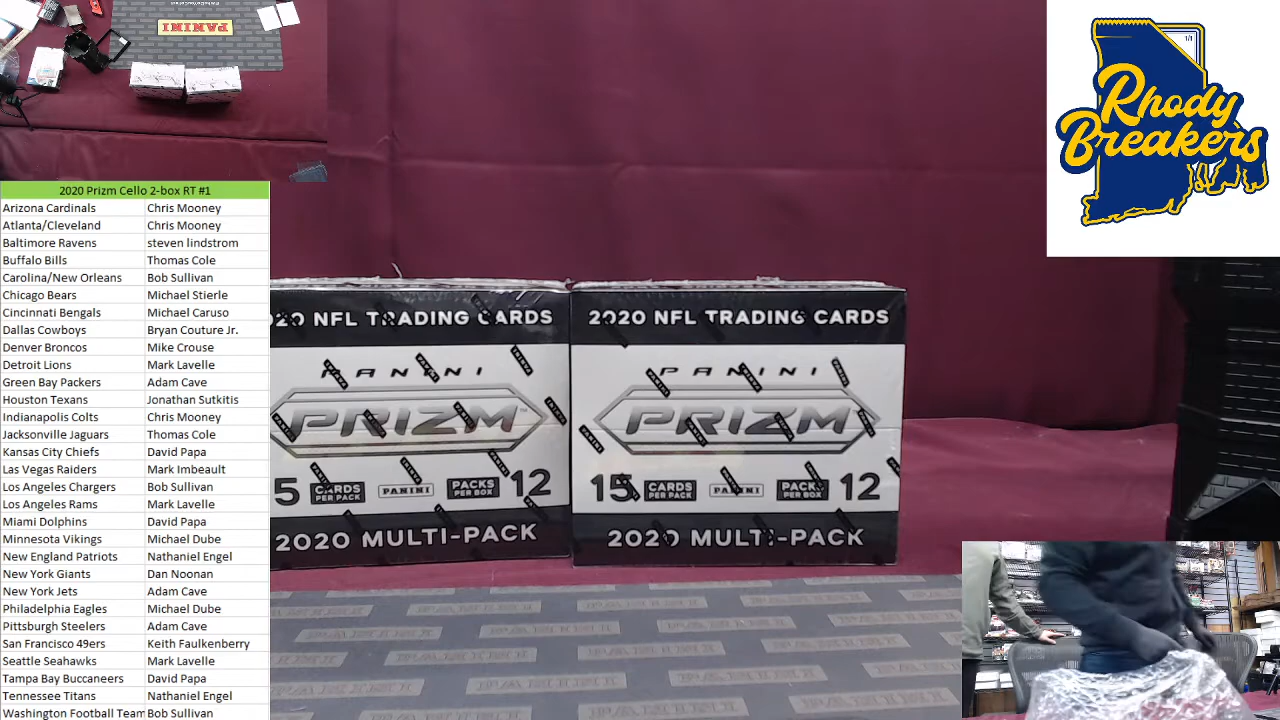 PANINI
2020 Prizm Cello 2-box RT #1
Arizona Cardinals Chris Mooney
Atlanta/Cleveland Chris Mooney
Baltimore Ravens steven lindstrom
Buffalo Bills Thomas Cole
Carolina/New Orleans Bob Sullivan
Chicago Bears Michael Stierle
Cincinnati Bengals Michael Caruso
Dallas Cowboys Bryan Couture Jr.
Denver Broncos Mike Crouse
Detroit Lions Mark Lavelle
Green Bay Packers Adam Cave
Houston Texans Jonathan Sutkitis
Indianapolis Colts Chris Mooney
Jacksonville Jaguars Thomas Cole
Kansas City Chiefs David Papa
Las Vegas Raiders Mark Imbeault
Los Angeles Chargers Bob Sullivan
Los Angeles Rams Mark Lavelle
Miami Dolphins David Papa
Minnesota Vikings Michael Dube
New England Patriots Nathaniel Engel
New York Giants Dan Noonan
New York Jets Adam Cave
Philadelphia Eagles Michael Dube
Pittsburgh Steelers Adam Cave
San Francisco 49ers Keith Faulkenberry
Seattle Seahawks Mark Lavelle
Tampa Bay Buccaneers David Papa
Tennessee Titans Nathaniel Engel
Washington Football Team Bob Sullivan
20 NFL TRADING CARDS
PANINI
PRIZM
5 CARDS PER PACK PANINI PACKS PER BOX 12
2020 MULTI-PACK
2020 NFL TRADING CARDS
PANINI
PRIZM
15 CARDS PER PACK PANINI PACKS PER BOX 12
2020 MULTI-PACK
1/1
Rhody
Breakers